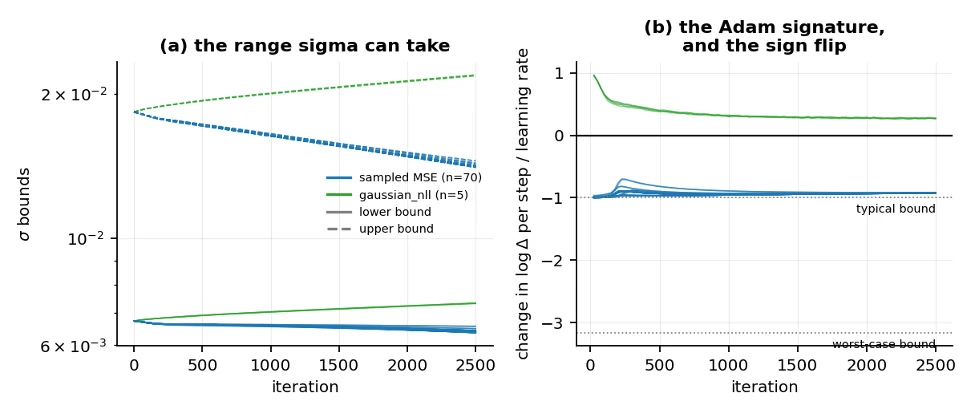 (a) the range sigma can take
σ bounds
2 × 10⁻²
10⁻²
6 × 10⁻³
sampled MSE (n=70)
gaussian_nll (n=5)
lower bound
upper bound
0 500 1000 1500 2000 2500
iteration
(b) the Adam signature,
and the sign flip
change in log Δ per step / learning rate
1
0
−1
−2
−3
typical bound
worst-case bound
0 500 1000 1500 2000 2500
iteration